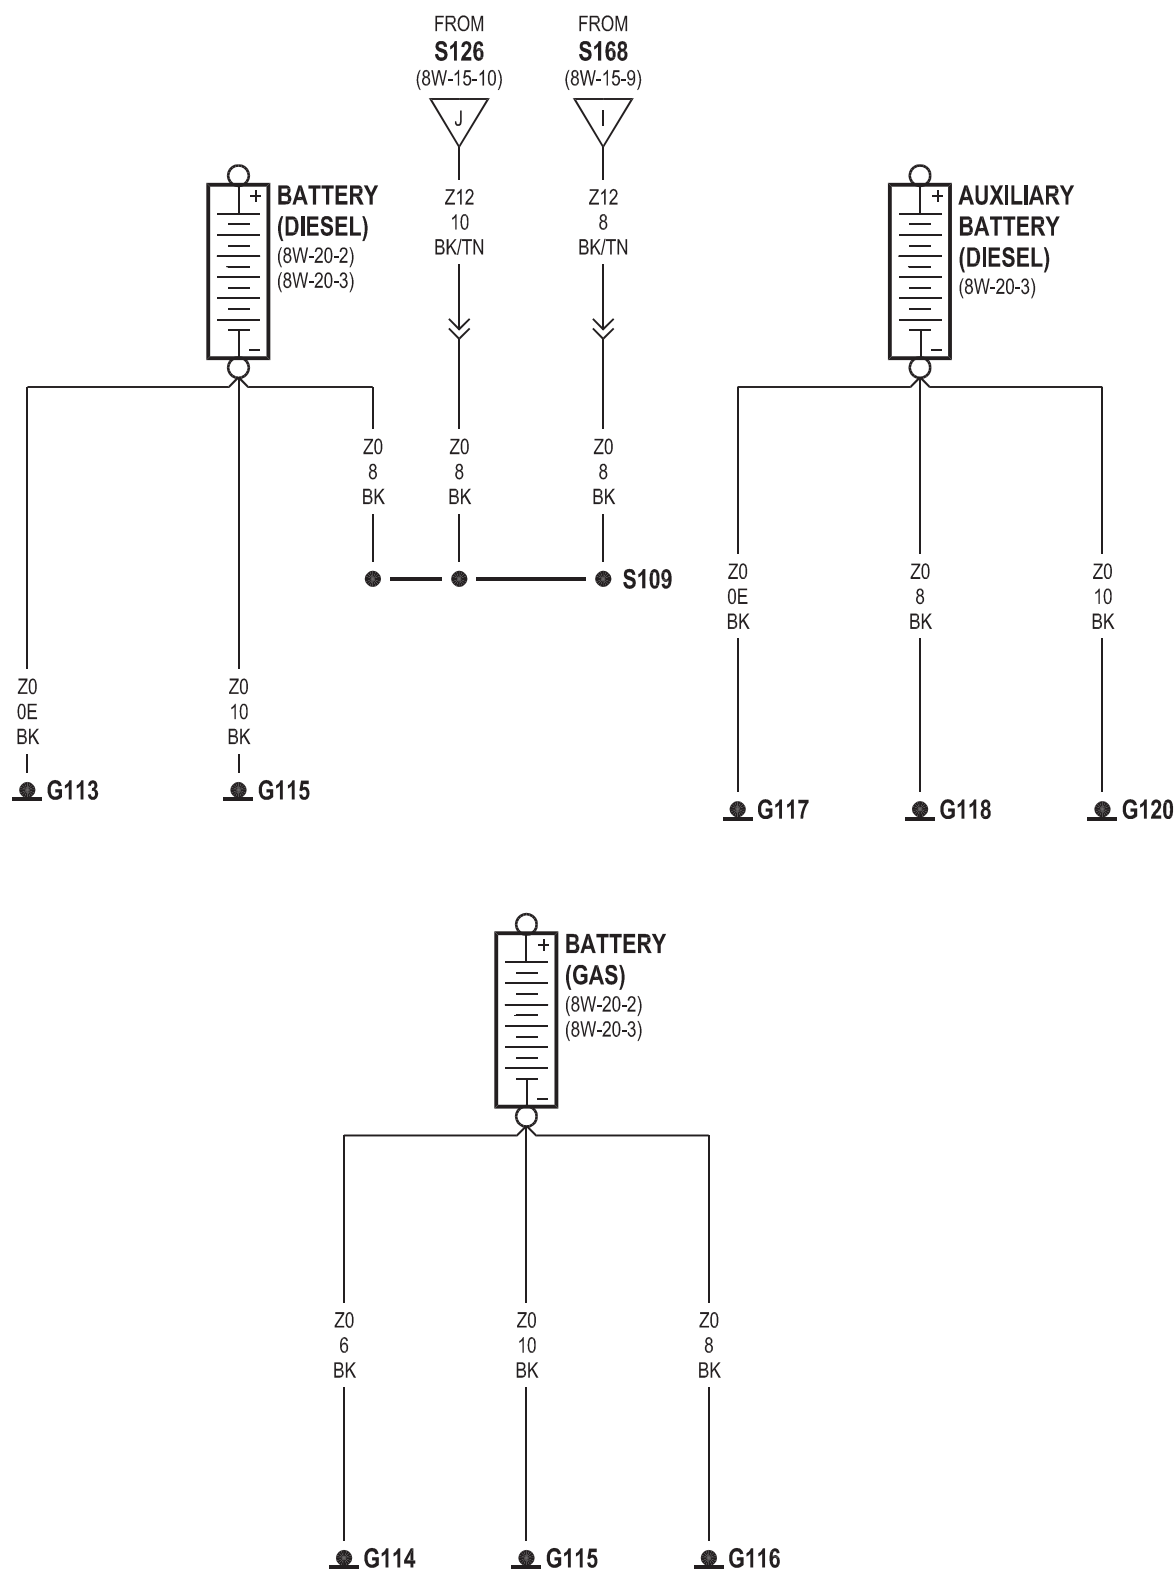 FROM
S126
(8W-15-10)
J
FROM
S168
(8W-15-9)
I
+
BATTERY
(DIESEL)
(8W-20-2)
(8W-20-3)
−
Z12
10
BK/TN
Z12
8
BK/TN
+
AUXILIARY
BATTERY
(DIESEL)
(8W-20-3)
−
Z0
8
BK
Z0
8
BK
Z0
8
BK
S109
Z0
0E
BK
Z0
8
BK
Z0
10
BK
Z0
0E
BK
Z0
10
BK
G113
G115
G117
G118
G120
+
BATTERY
(GAS)
(8W-20-2)
(8W-20-3)
−
Z0
6
BK
Z0
10
BK
Z0
8
BK
G114
G115
G116